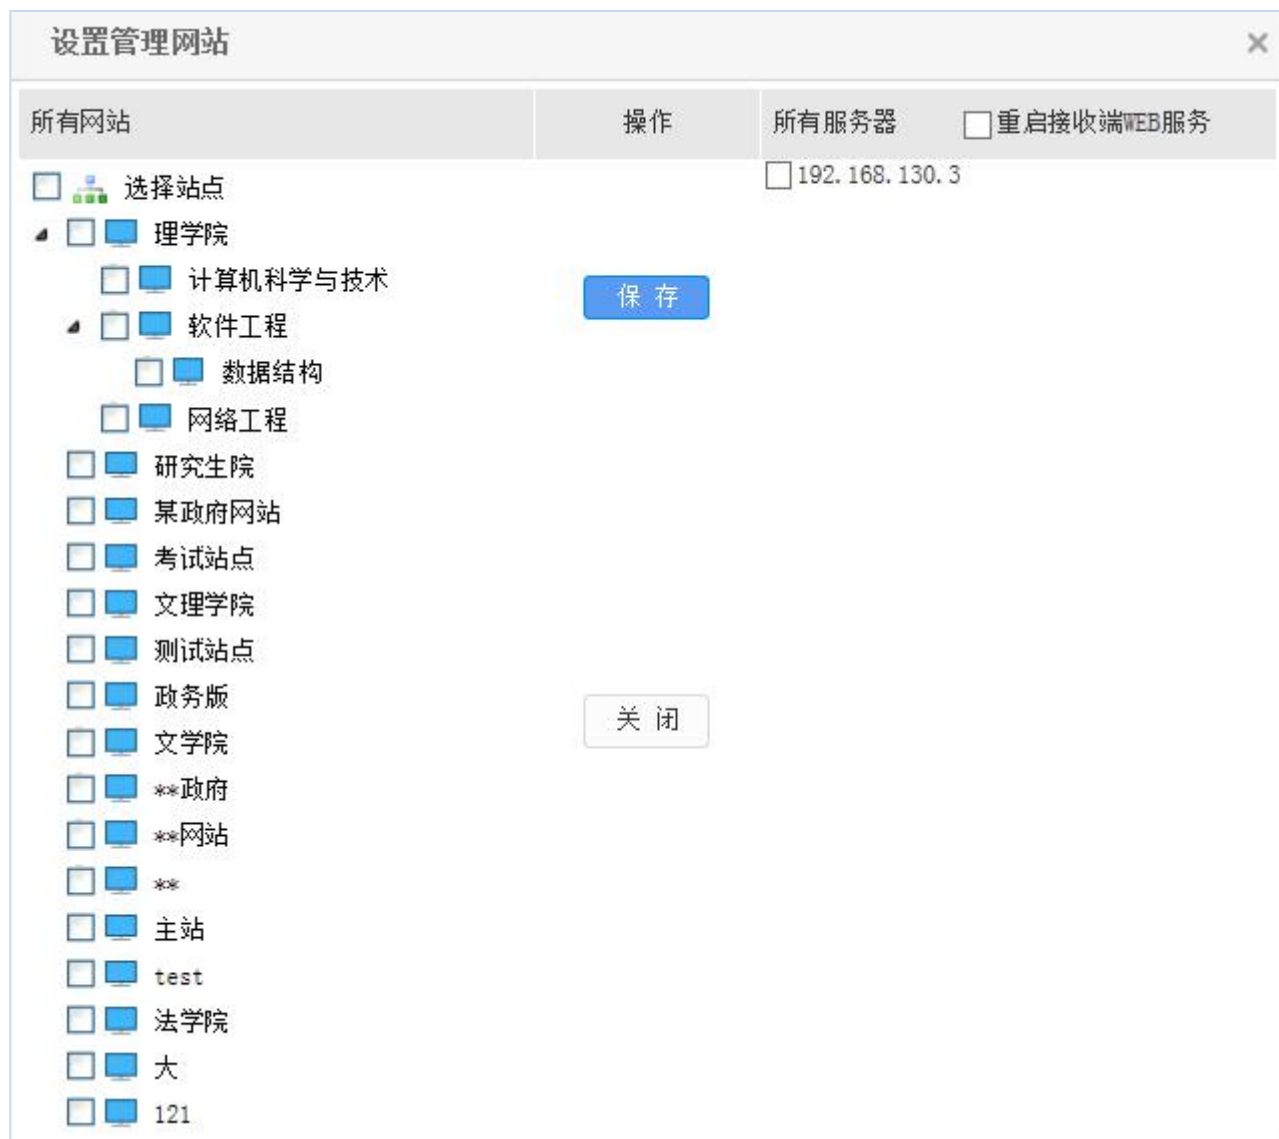 设置管理网站
所有网站 操作 所有服务器 重启接收端WEB服务
选择站点 192.168.130.3
理学院
计算机科学与技术
保 存
软件工程
数据结构
网络工程
研究生院
某政府网站
考试站点
文理学院
测试站点
政务版
关 闭
文学院
**政府
**网站
**
主站
test
法学院
大
121